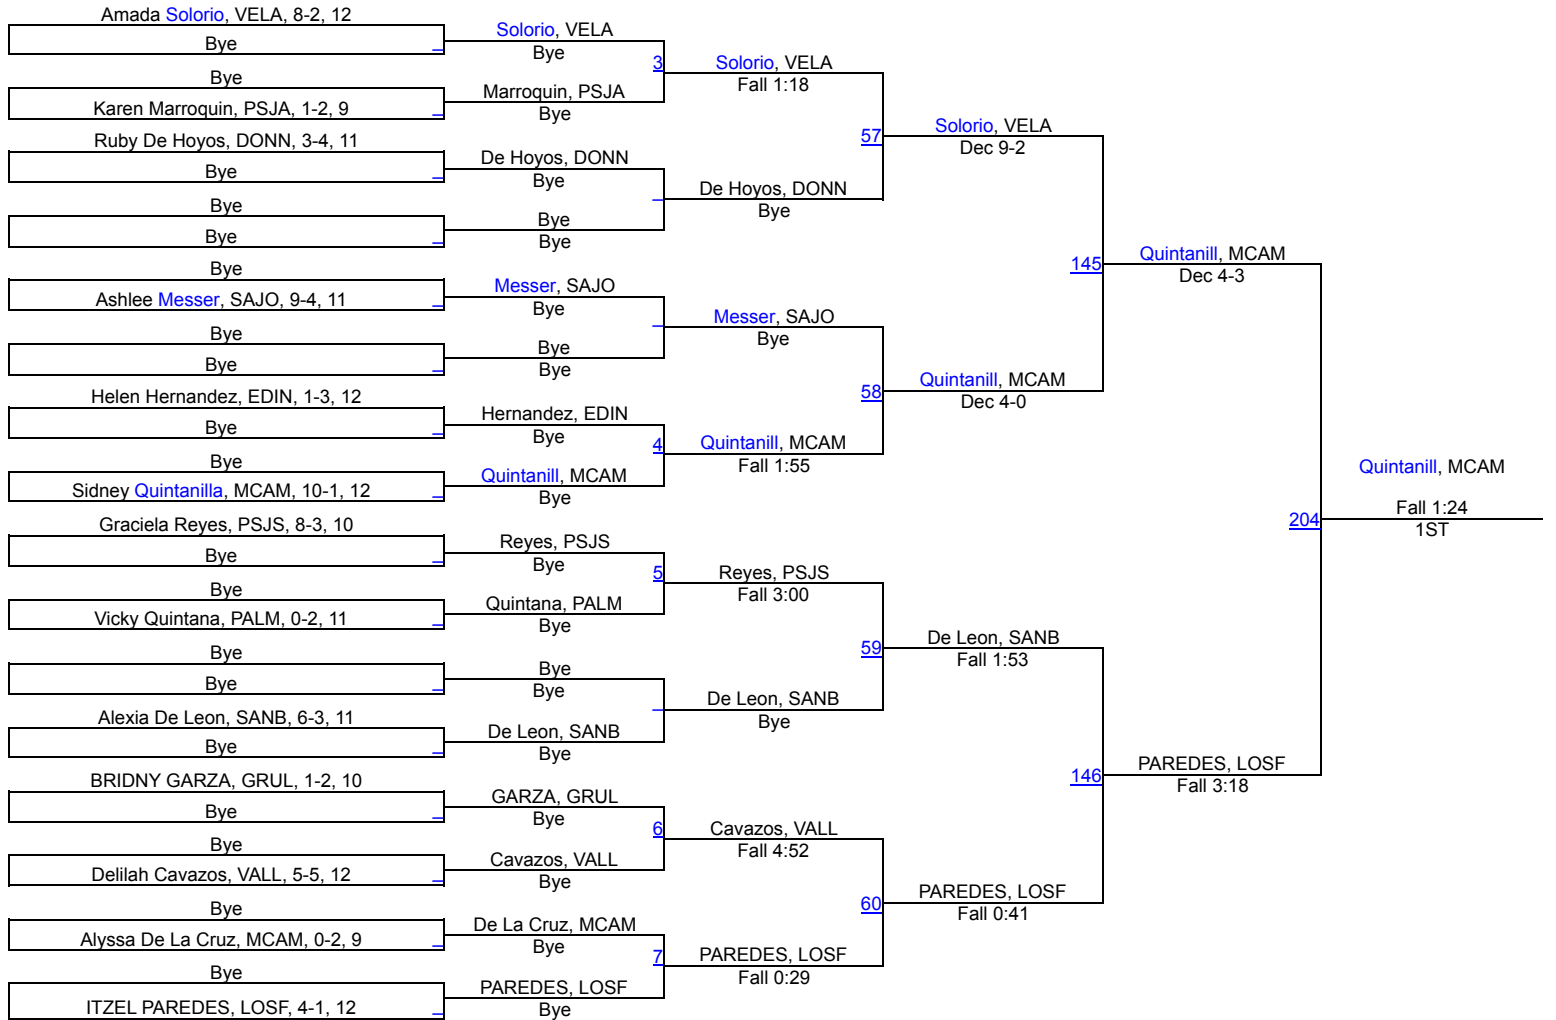 Amada Solorio, VELA, 8-2, 12
Bye
Bye
Karen Marroquin, PSJA, 1-2, 9
Ruby De Hoyos, DONN, 3-4, 11
Bye
Bye
Bye
Bye
Ashlee Messer, SAJO, 9-4, 11
Bye
Bye
Helen Hernandez, EDIN, 1-3, 12
Bye
Bye
Sidney Quintanilla, MCAM, 10-1, 12
Graciela Reyes, PSJS, 8-3, 10
Bye
Bye
Vicky Quintana, PALM, 0-2, 11
Bye
Bye
Alexia De Leon, SANB, 6-3, 11
Bye
BRIDNY GARZA, GRUL, 1-2, 10
Bye
Bye
Delilah Cavazos, VALL, 5-5, 12
Bye
Alyssa De La Cruz, MCAM, 0-2, 9
Bye
ITZEL PAREDES, LOSF, 4-1, 12
Solorio, VELA
Bye
3
Marroquin, PSJA
Bye
De Hoyos, DONN
Bye
Bye
Bye
Messer, SAJO
Bye
Bye
Bye
Hernandez, EDIN
Bye
4
Quintanill, MCAM
Bye
Reyes, PSJS
Bye
5
Quintana, PALM
Bye
Bye
Bye
De Leon, SANB
Bye
GARZA, GRUL
Bye
6
Cavazos, VALL
Bye
De La Cruz, MCAM
Bye
7
PAREDES, LOSF
Bye
Solorio, VELA
Fall 1:18
57
De Hoyos, DONN
Bye
Messer, SAJO
Bye
58
Quintanill, MCAM
Fall 1:55
Reyes, PSJS
Fall 3:00
59
De Leon, SANB
Bye
Cavazos, VALL
Fall 4:52
60
PAREDES, LOSF
Fall 0:29
Solorio, VELA
Dec 9-2
145
Quintanill, MCAM
Dec 4-0
De Leon, SANB
Fall 1:53
146
PAREDES, LOSF
Fall 0:41
Quintanill, MCAM
Dec 4-3
204
PAREDES, LOSF
Fall 3:18
Quintanill, MCAM
Fall 1:24
1ST